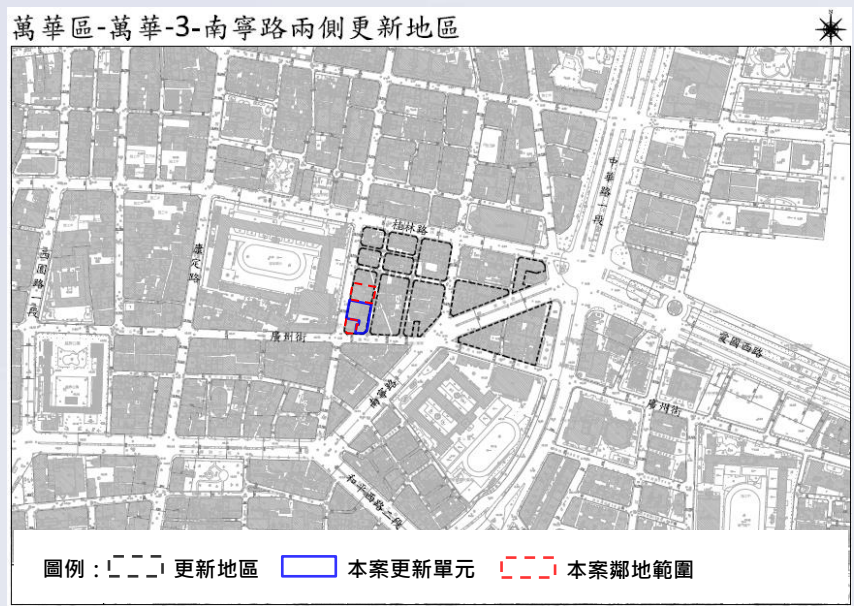 萬華區-萬華-3-南寧路兩側更新地區
中華路一段
桂林路
康定路
西園路一段
廣州街
愛國西路
南寧路
廣州街
和平西路二段
圖例：更新地區 本案更新單元 本案鄰地範圍